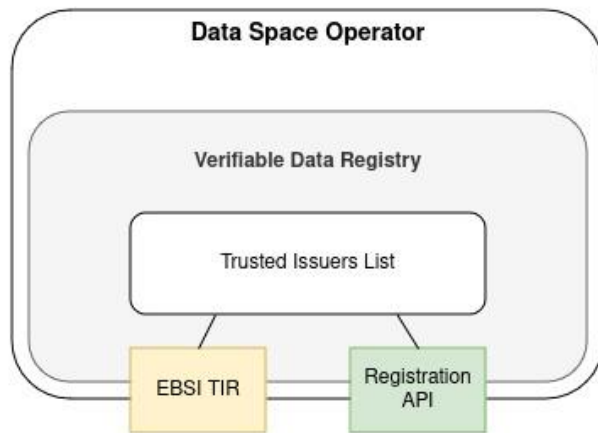 Data Space Operator
Verifiable Data Registry
Trusted Issuers List
EBSI TIR
Registration
API